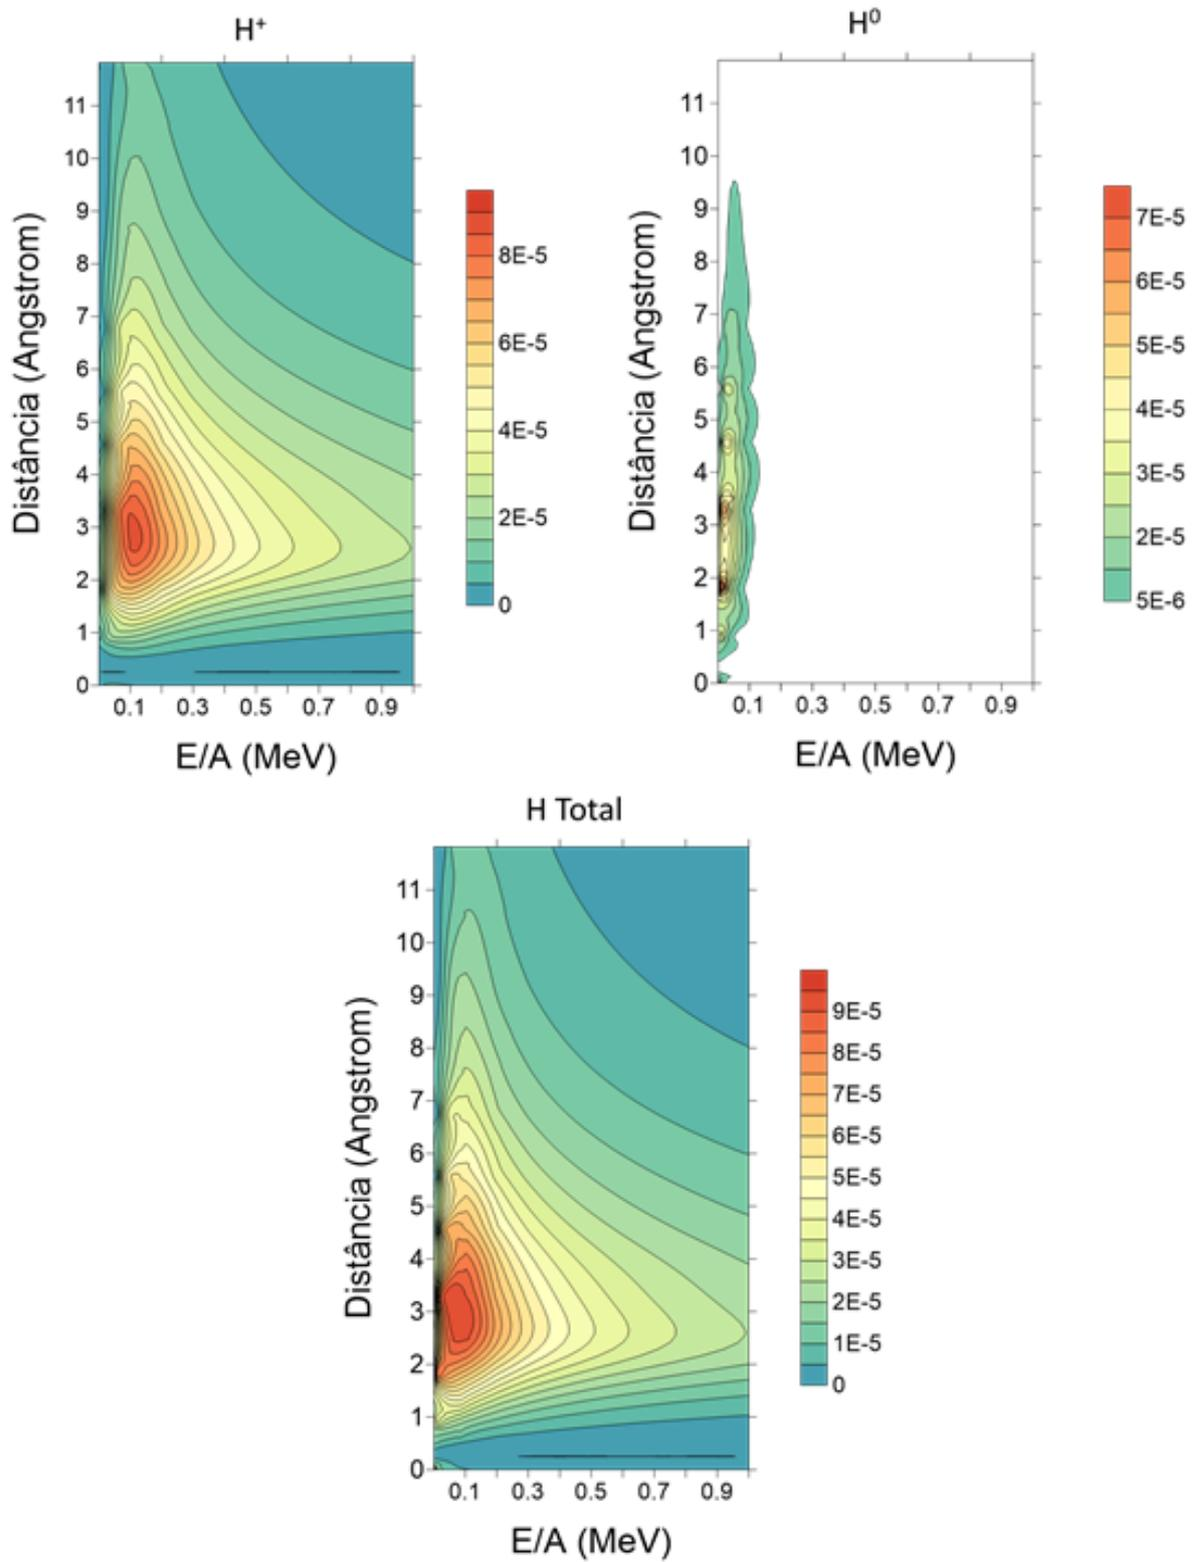 H⁺
Distância (Angstrom)
11
10
9
8
7
6
5
4
3
2
1
0
0.1 0.3 0.5 0.7 0.9
E/A (MeV)
8E-5
6E-5
4E-5
2E-5
0
H⁰
Distância (Angstrom)
11
10
9
8
7
6
5
4
3
2
1
0
0.1 0.3 0.5 0.7 0.9
E/A (MeV)
7E-5
6E-5
5E-5
4E-5
3E-5
2E-5
5E-6
H Total
Distância (Angstrom)
11
10
9
8
7
6
5
4
3
2
1
0
0.1 0.3 0.5 0.7 0.9
E/A (MeV)
9E-5
8E-5
7E-5
6E-5
5E-5
4E-5
3E-5
2E-5
1E-5
0